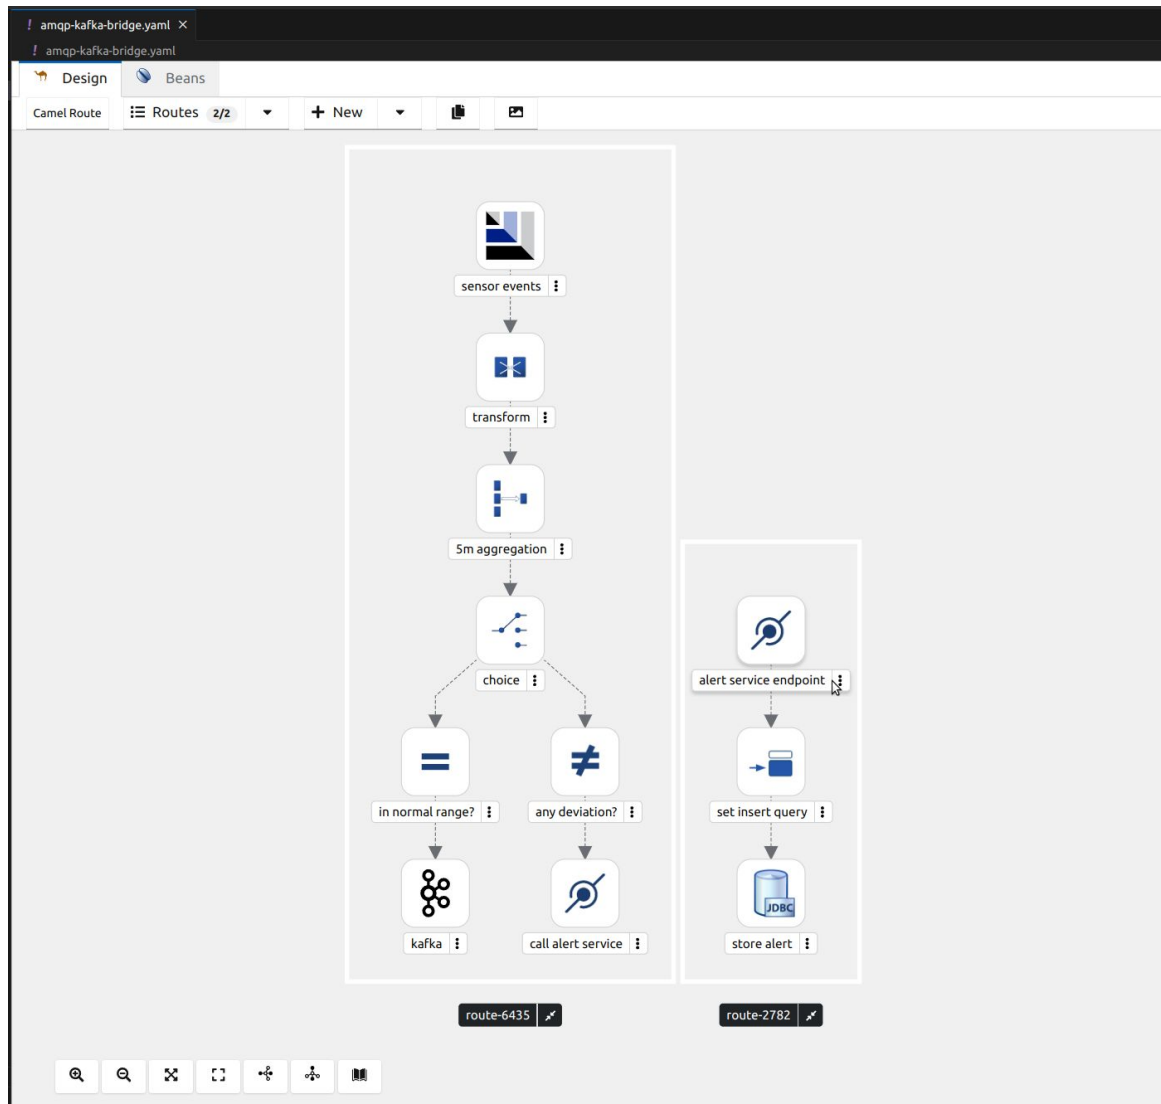 ! amqp-kafka-bridge.yaml ×
! amqp-kafka-bridge.yaml
Design Beans
Camel Route Routes 2/2 New
sensor events
transform
5m aggregation
choice
alert service endpoint
in normal range? any deviation? set insert query
JDBC
kafka call alert service store alert
route-6435 route-2782